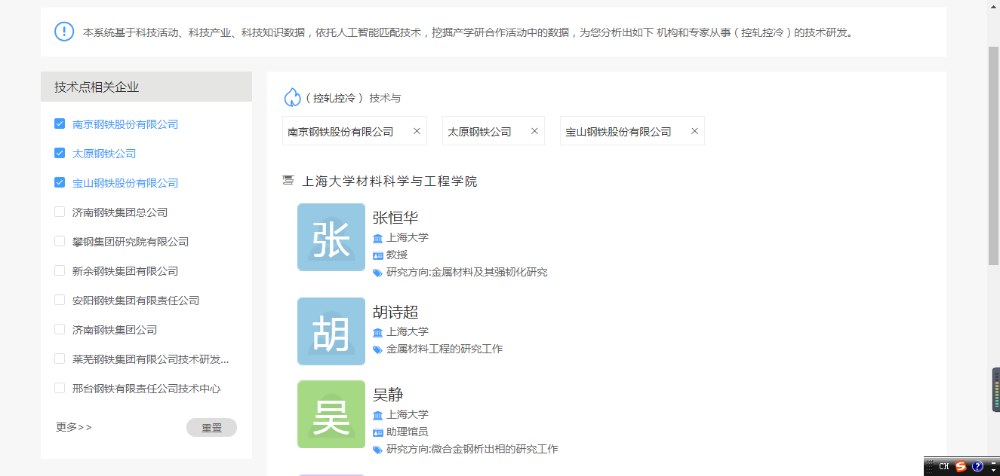 本系统基于科技活动、科技产业、科技知识数据，依托人工智能匹配技术，挖掘产学研合作活动中的数据，为您分析出如下 机构和专家从事（控轧控冷）的技术研发。
技术点相关企业
南京钢铁股份有限公司
太原钢铁公司
宝山钢铁股份有限公司
济南钢铁集团总公司
攀钢集团研究院有限公司
新余钢铁集团有限公司
安阳钢铁集团有限责任公司
济南钢铁集团公司
莱芜钢铁集团有限公司技术研发...
邢台钢铁有限责任公司技术中心
更多>>
重置
（控轧控冷） 技术与
南京钢铁股份有限公司 × 太原钢铁公司 × 宝山钢铁股份有限公司 ×
上海大学材料科学与工程学院
张
张恒华
上海大学
教授
研究方向:金属材料及其强韧化研究
胡
胡诗超
上海大学
金属材料工程的研究工作
吴
吴静
上海大学
助理馆员
研究方向:微合金钢析出相的研究工作
CH S ?